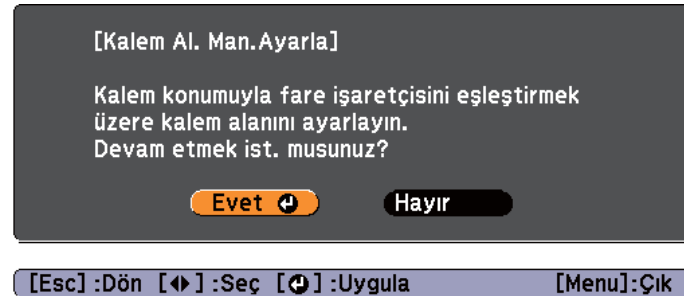 [Kalem Al. Man.Ayarla]
Kalem konumuyla fare işaretçisini eşleştirmek
üzere kalem alanını ayarlayın.
Devam etmek ist. musunuz?
Evet Hayır
[Esc] :Dön [◆] :Seç [↵] :Uygula [Menu]:Çık